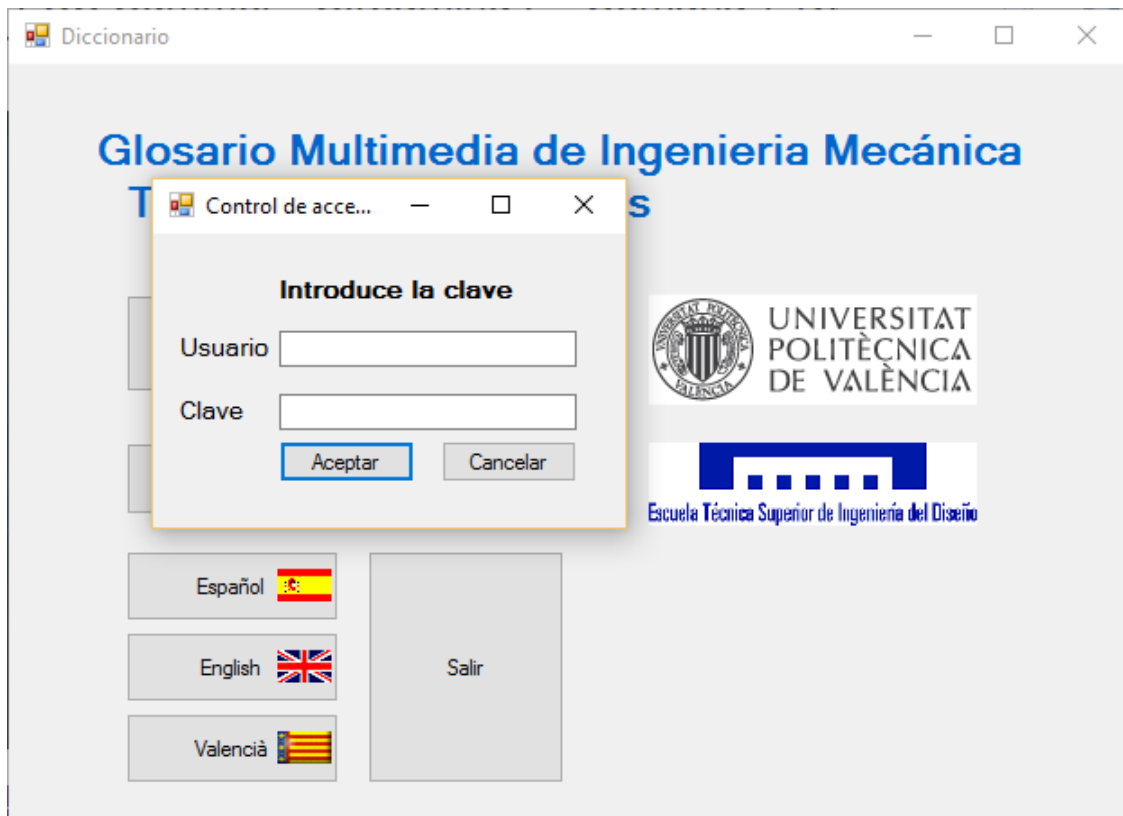 Diccionario
Glosario Multimedia de Ingenieria Mecánica
Control de acce...
Introduce la clave
Usuario
Clave
Aceptar
Cancelar
UNIVERSITAT
POLITÈCNICA
DE VALÈNCIA
Escuela Técnica Superior de Ingeniería del Diseño
Español
English
Valencià
Salir